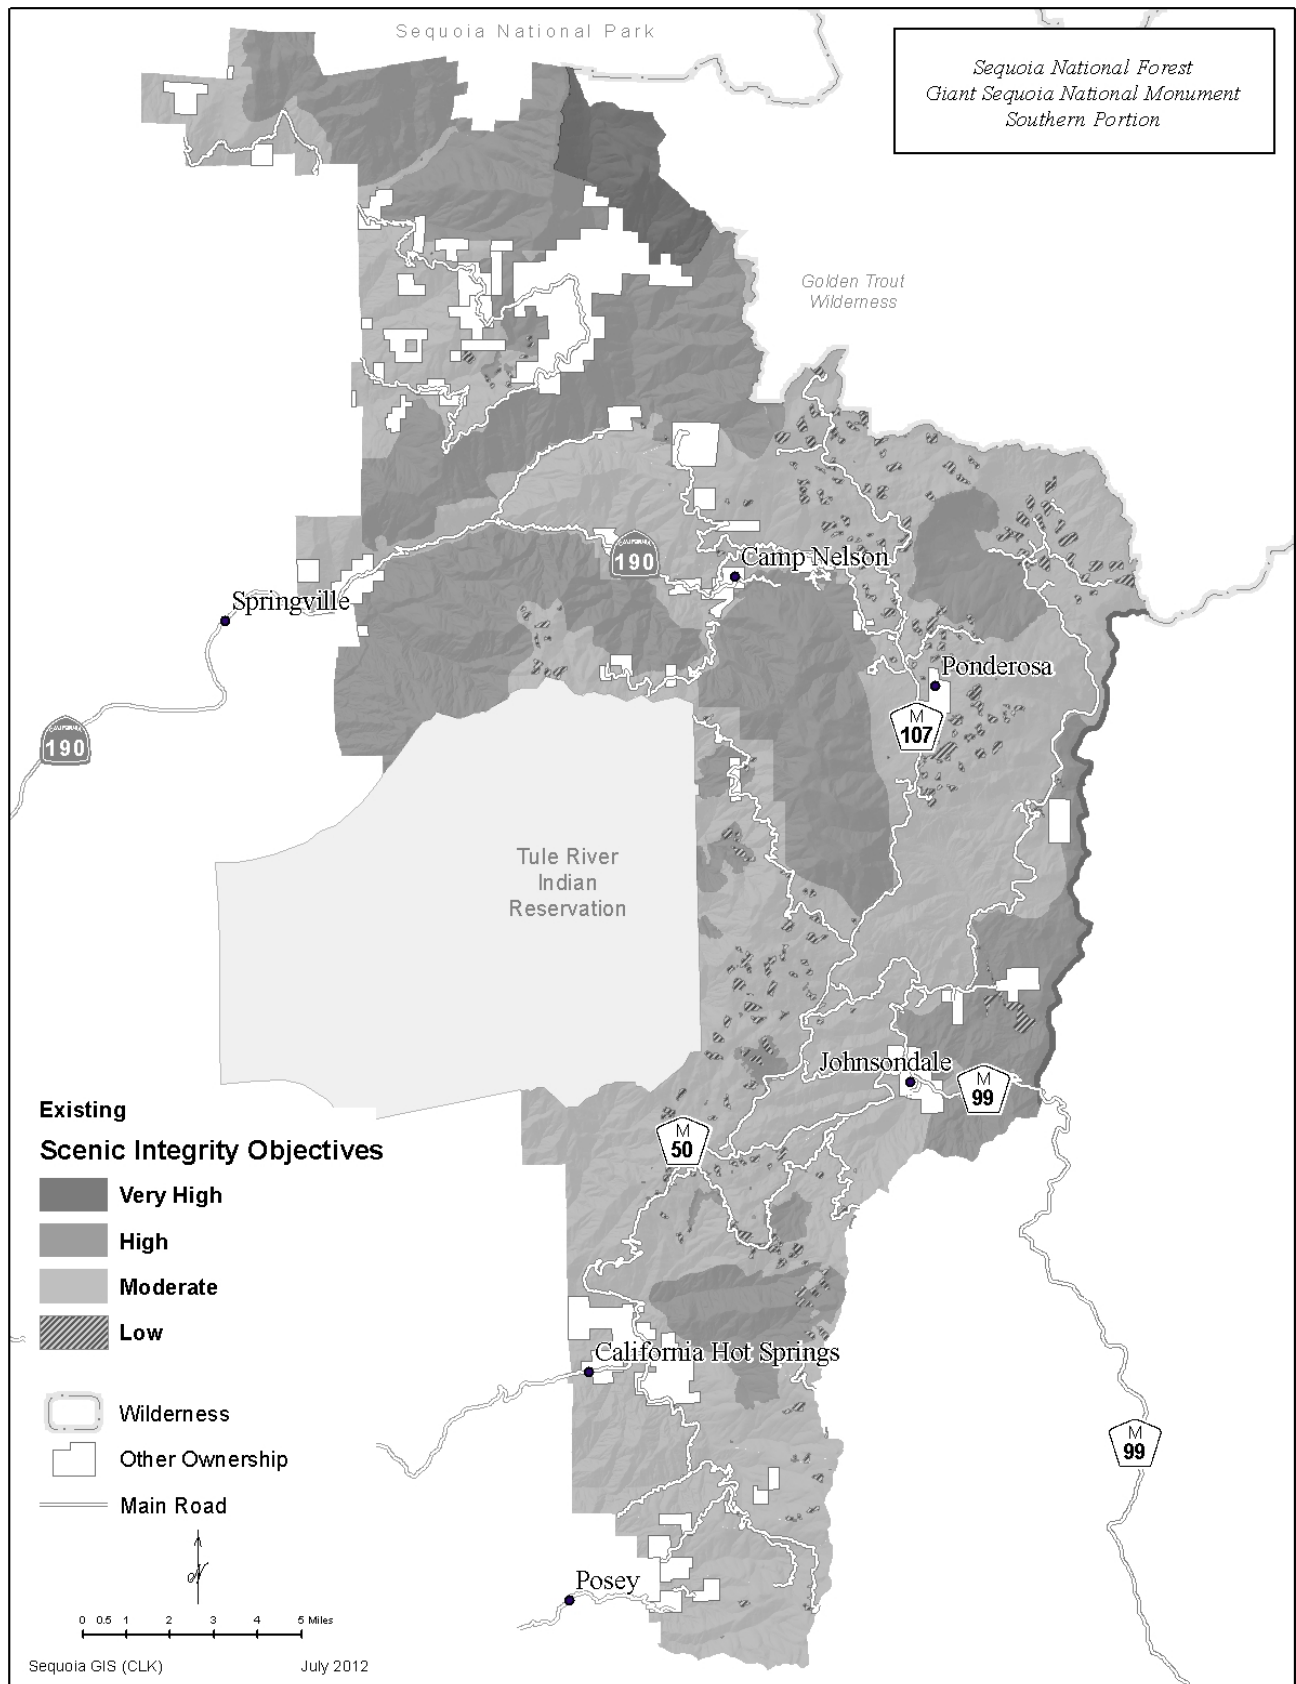 Sequoia National Park
Sequoia National Forest
Giant Sequoia National Monument
Southern Portion
Golden Trout
Wilderness
CALIFORNIA
190
Camp Nelson
Springville
Ponderosa
M
107
CALIFORNIA
190
Tule River
Indian
Reservation
Johnsondale
M
99
Existing
Scenic Integrity Objectives
M
50
Very High
High
Moderate
Low
California Hot Springs
Wilderness
Other Ownership
Main Road
M
99
N
Posey
0 0.5 1 2 3 4 5 Miles
Sequoia GIS (CLK) July 2012